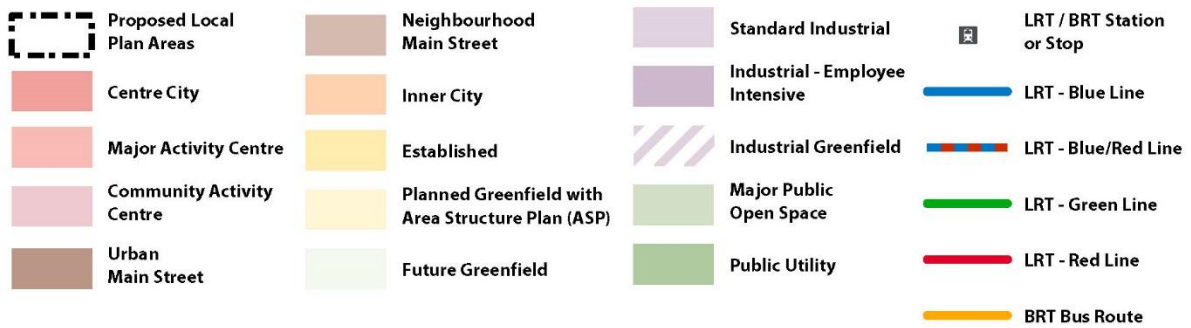 Proposed Local
Plan Areas
Centre City
Major Activity Centre
Community Activity
Centre
Urban
Main Street
Neighbourhood
Main Street
Inner City
Established
Planned Greenfield with
Area Structure Plan (ASP)
Future Greenfield
Standard Industrial
Industrial - Employee
Intensive
Industrial Greenfield
Major Public
Open Space
Public Utility
LRT / BRT Station
or Stop
LRT - Blue Line
LRT - Blue/Red Line
LRT - Green Line
LRT - Red Line
BRT Bus Route